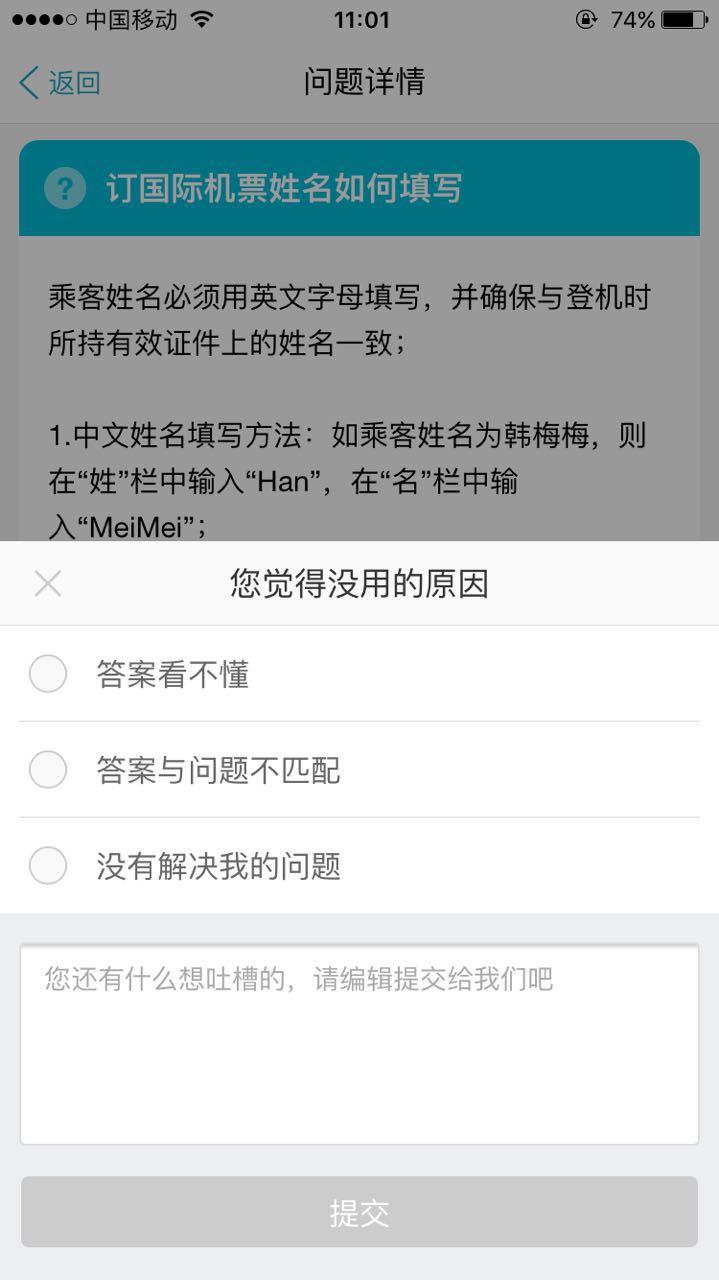 中国移动
11:01
74%
返回
问题详情
?
订国际机票姓名如何填写
乘客姓名必须用英文字母填写，并确保与登机时
所持有效证件上的姓名一致；
1.中文姓名填写方法：如乘客姓名为韩梅梅，则
在“姓”栏中输入“Han”，在“名”栏中输
入“MeiMei”；
您觉得没用的原因
答案看不懂
答案与问题不匹配
没有解决我的问题
您还有什么想吐槽的，请编辑提交给我们吧
提交